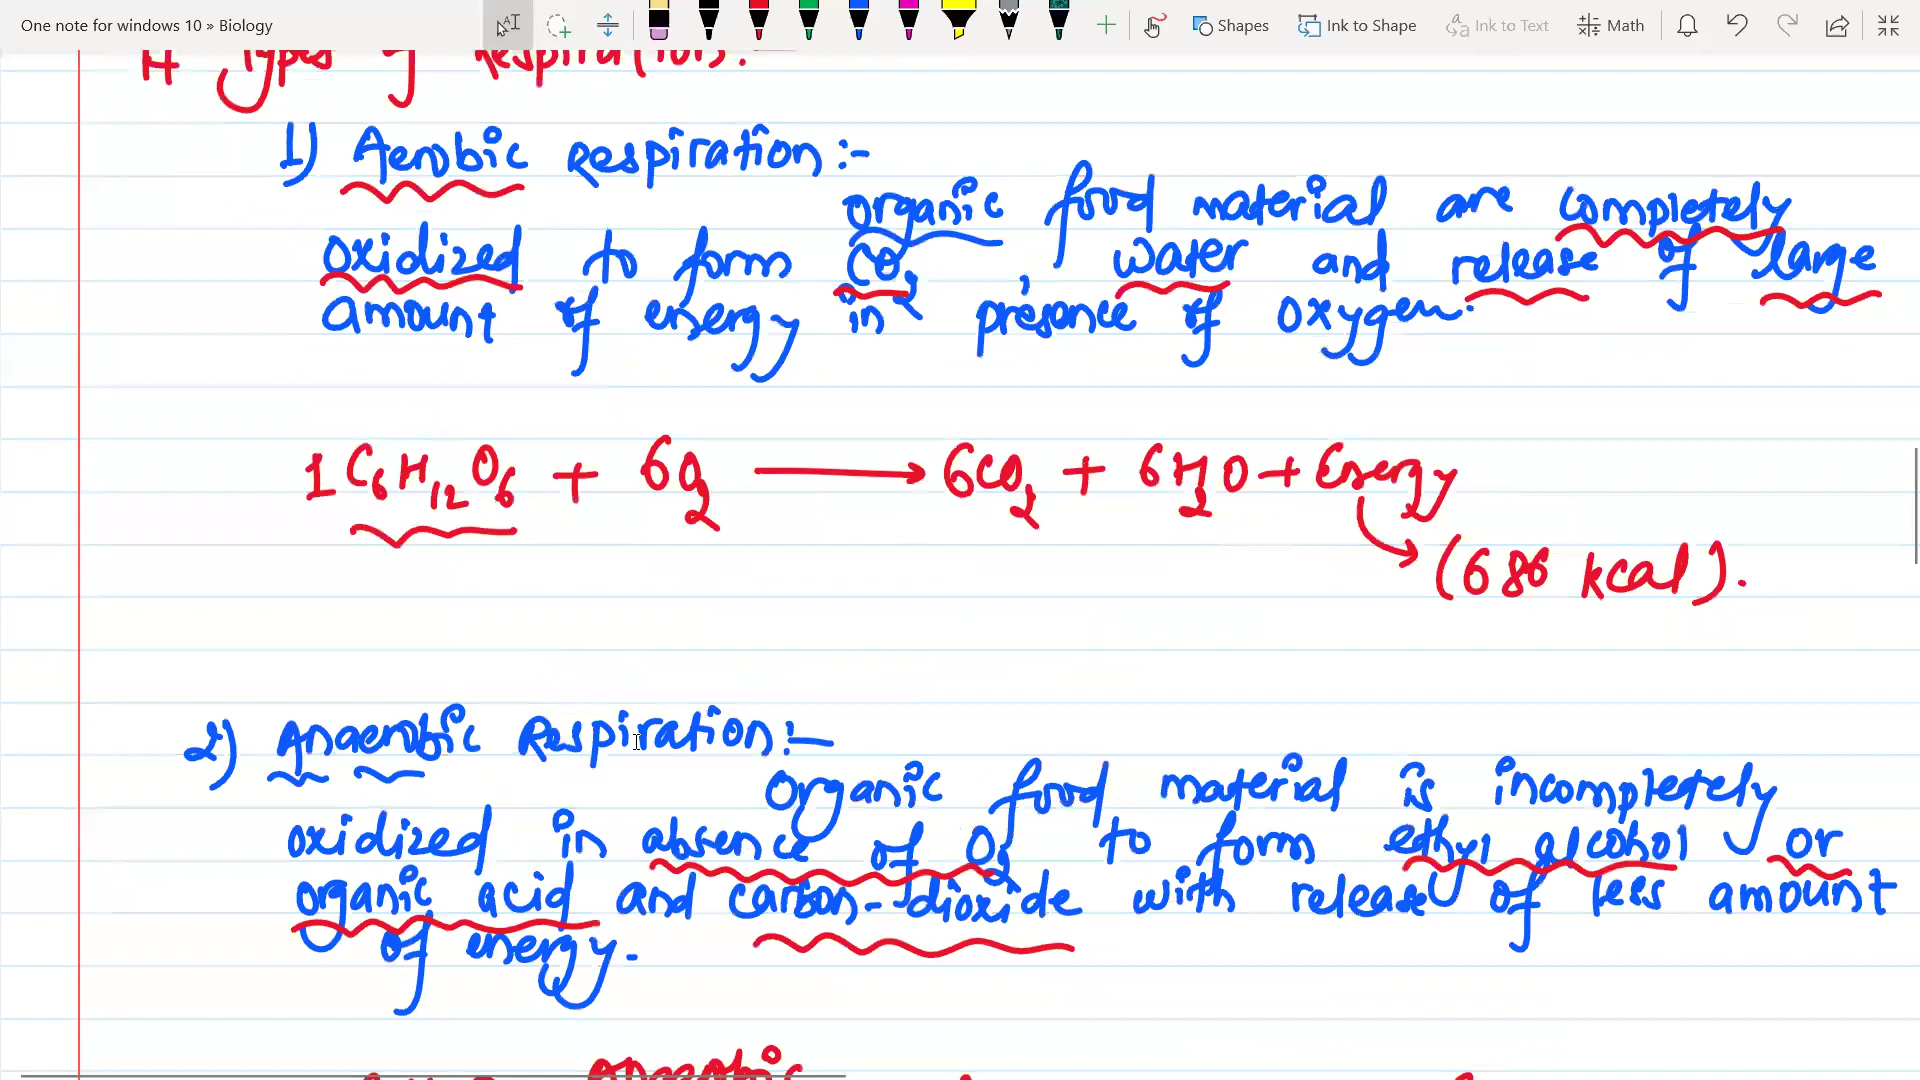 One note for windows 10 » Biology
Shapes Ink to Shape Ink to Text Math
# Types of Respiration:
1) Aerobic Respiration :-
organic food material are completely
oxidized to form CO₂, water and release of large
amount of energy in presence of oxygen.
1 C₆H₁₂O₆ + 6O₂ ⟶ 6CO₂ + 6H₂O + Energy
(686 kcal).
2) Anaerobic Respiration :-
Organic food material is incompletely
oxidized in absence of O₂ to form ethyl alcohol or
organic acid and carbon-dioxide with release of less amount
of energy.
Anaerobic